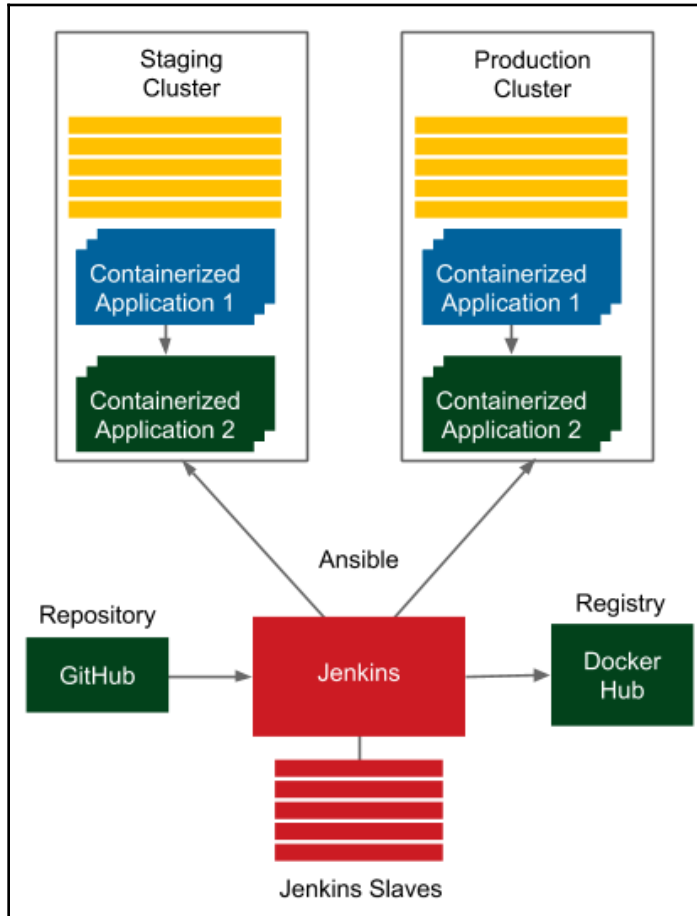 Staging
Cluster
Production
Cluster
Containerized
Application 1
Containerized
Application 1
Containerized
Application 2
Containerized
Application 2
Ansible
Repository
Registry
GitHub
Jenkins
Docker
Hub
Jenkins Slaves